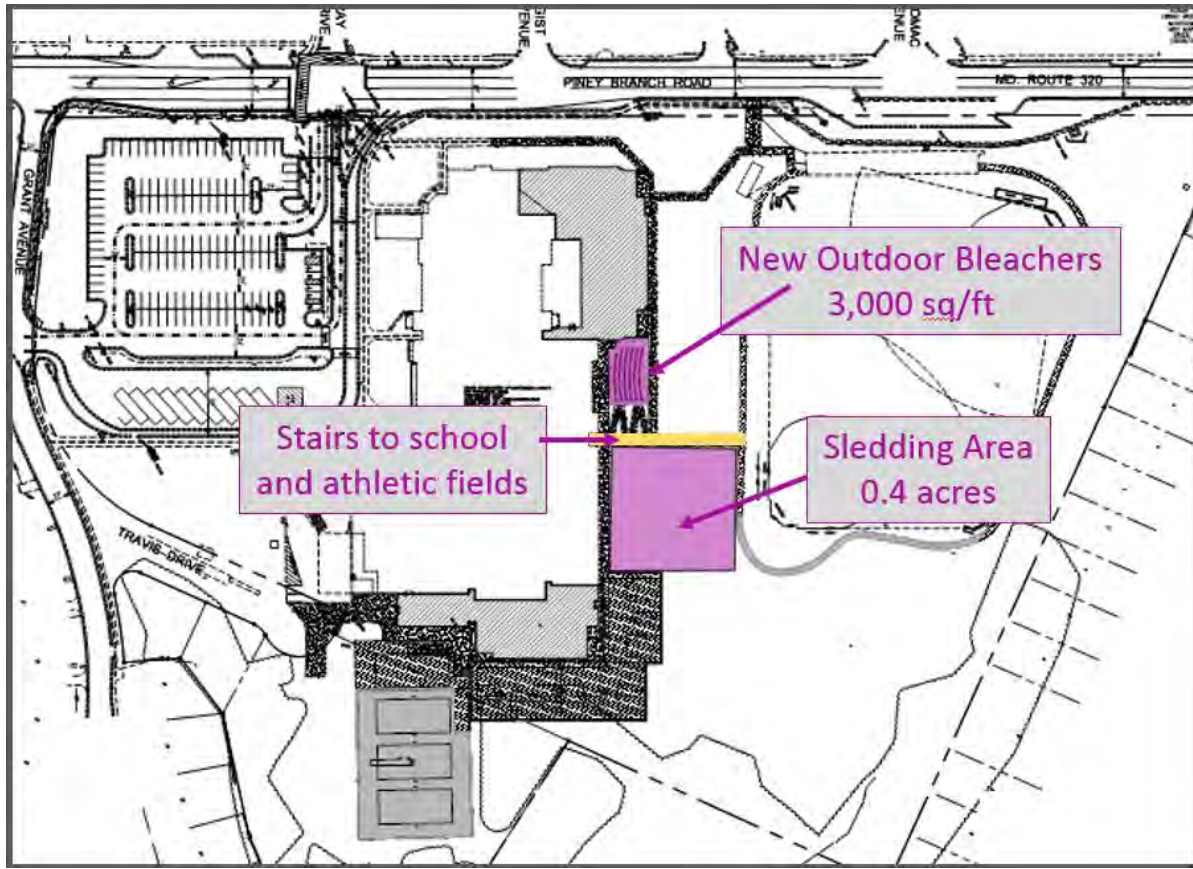 GIST
PINEY BRANCH ROAD
MD. ROUTE 320
GRANT AVENUE
New Outdoor Bleachers
3,000 sq/ft
Stairs to school
and athletic fields
Sledding Area
0.4 acres
TRAVIS DRIVE